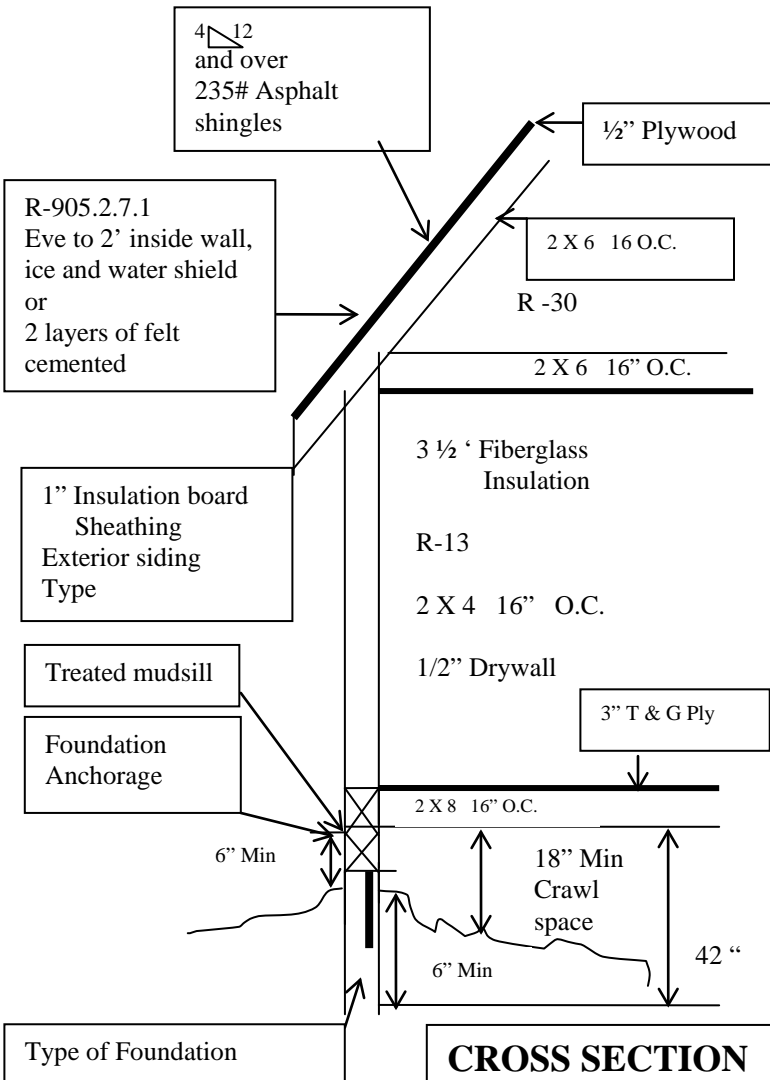 4 12
and over
235# Asphalt
shingles
½” Plywood
R-905.2.7.1
Eve to 2’ inside wall,
ice and water shield
or
2 layers of felt
cemented
2 X 6 16 O.C.
R -30
2 X 6 16” O.C.
3 ½ ‘ Fiberglass
Insulation
R-13
2 X 4 16” O.C.
1/2” Drywall
1” Insulation board
Sheathing
Exterior siding
Type
Treated mudsill
Foundation
Anchorage
3” T & G Ply
2 X 8 16” O.C.
6” Min
18” Min
Crawl
space
42 “
6” Min
Type of Foundation
CROSS SECTION